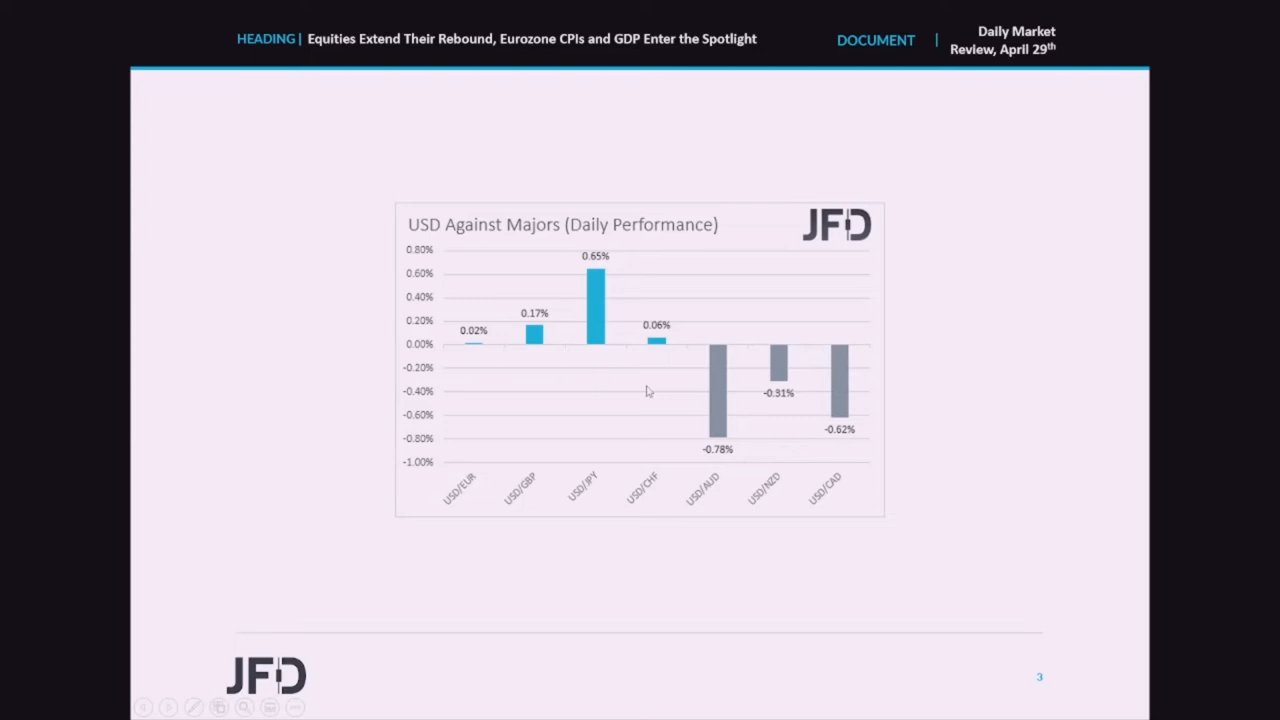 HEADING| Equities Extend Their Rebound, Eurozone CPIs and GDP Enter the Spotlight
DOCUMENT |
Daily Market
Review, April 29th
USD Against Majors (Daily Performance)
JFD
0.80%
0.60%
0.40%
0.20%
0.00%
-0.20%
-0.40%
-0.60%
-0.80%
-1.00%
0.02%
0.17%
0.65%
0.06%
-0.78%
-0.31%
-0.62%
USD/EUR
USD/GBP
USD/JPY
USD/CHF
USD/AUD
USD/NZD
USD/CAD
JFD
3